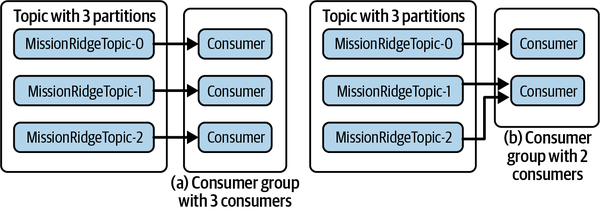 Topic with 3 partitions
MissionRidgeTopic-0
Consumer
MissionRidgeTopic-1
Consumer
MissionRidgeTopic-2
Consumer
(a) Consumer group
with 3 consumers
Topic with 3 partitions
MissionRidgeTopic-0
Consumer
MissionRidgeTopic-1
Consumer
MissionRidgeTopic-2
(b) Consumer
group with 2
consumers